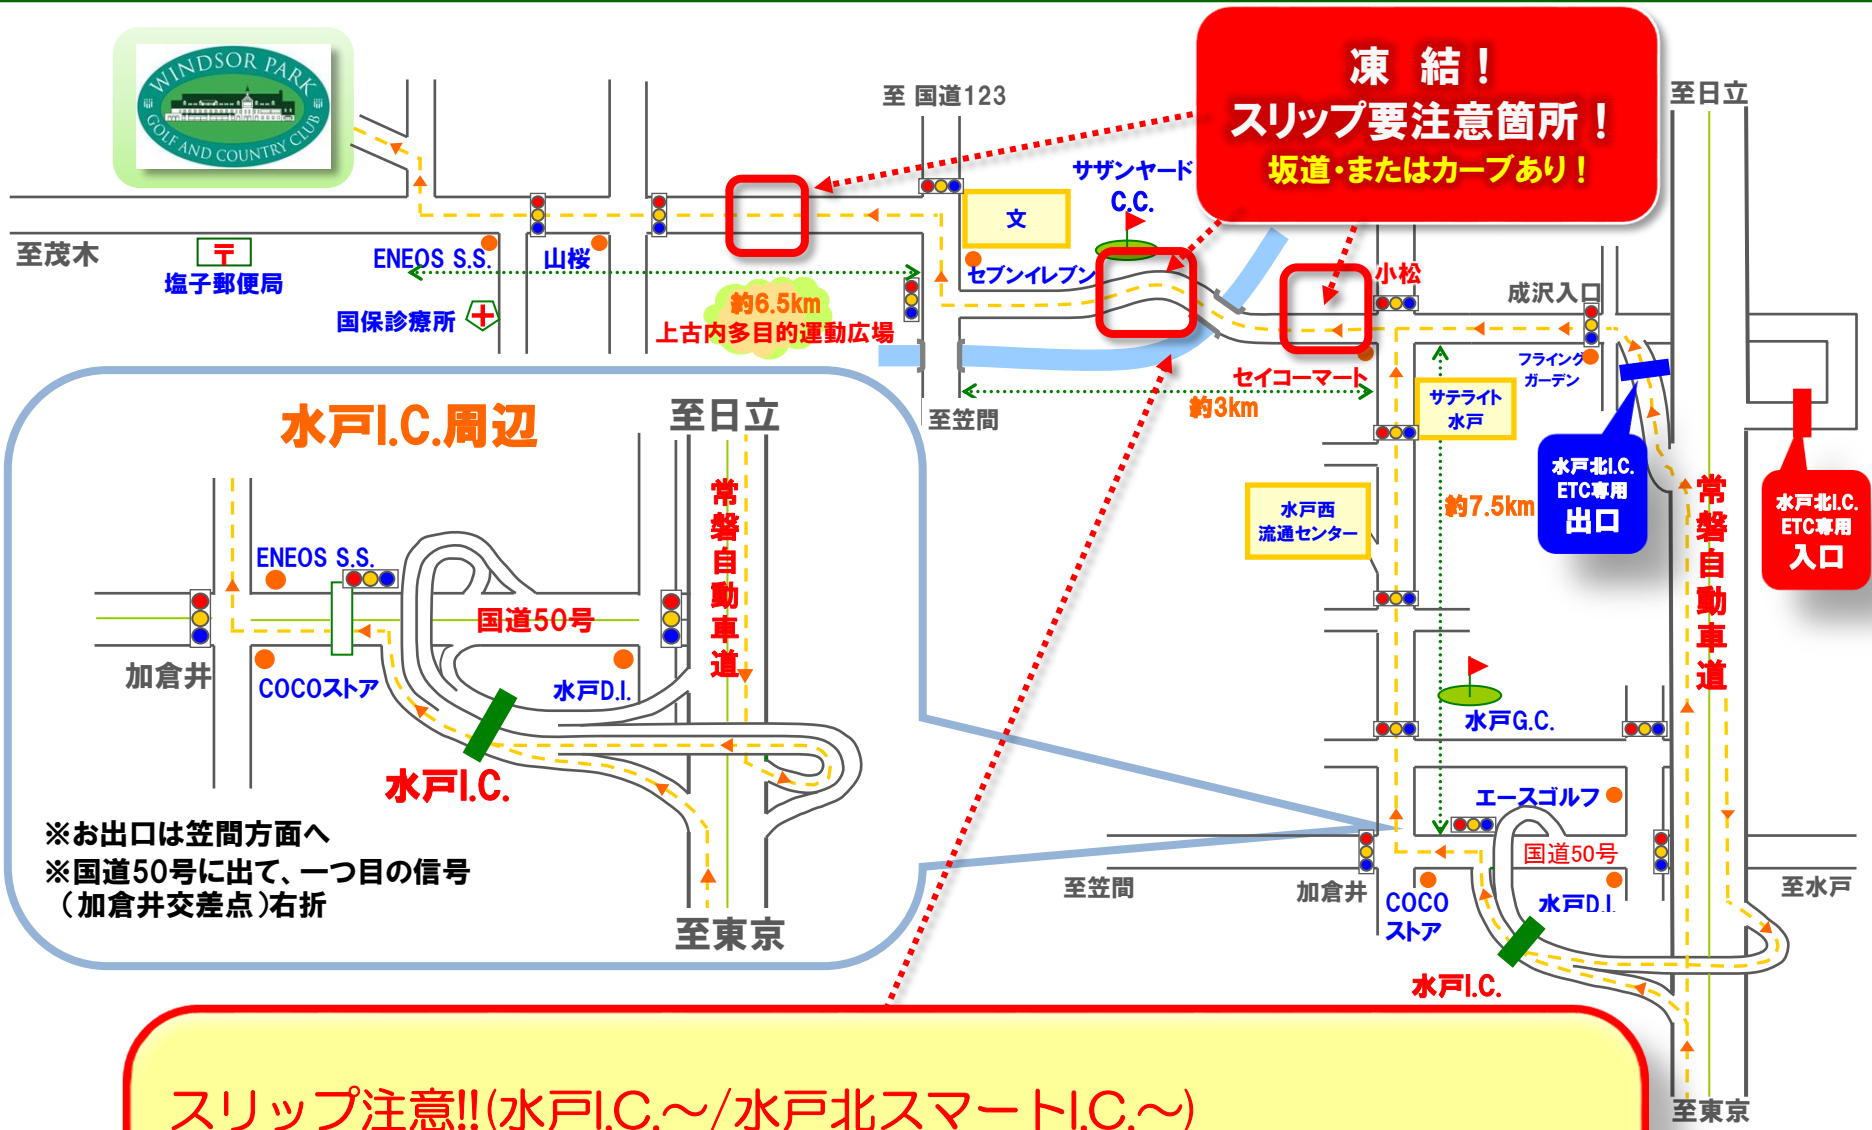 WINDSOR PARK
GOLF AND COUNTRY CLUB
凍 結！
スリップ要注意箇所！
坂道・またはカーブあり！
至 国道123
至日立
サザンヤード
C.C.
文
セブンイレブン
至茂木
〒
塩子郵便局
ENEOS S.S.
山桜
国保診療所
約6.5km
上古内多目的運動広場
小松
成沢入口
セイコーマート
フライング
ガーデン
至笠間
約3km
サテライト
水戸
水戸北I.C.
ETC専用
出口
水戸北I.C.
ETC専用
入口
水戸西
流通センター
約7.5km
常磐自動車道
水戸G.C.
エースゴルフ
国道50号
至笠間
加倉井
至水戸
COCO
ストア
水戸D.I.
水戸I.C.
至東京
水戸I.C.周辺
至日立
常磐自動車道
ENEOS S.S.
国道50号
加倉井
COCOストア
水戸D.I.
水戸I.C.
※お出口は笠間方面へ
※国道50号に出て、一つ目の信号
（加倉井交差点）右折
至東京
スリップ注意!!(水戸I.C.～/水戸北スマートI.C.～)